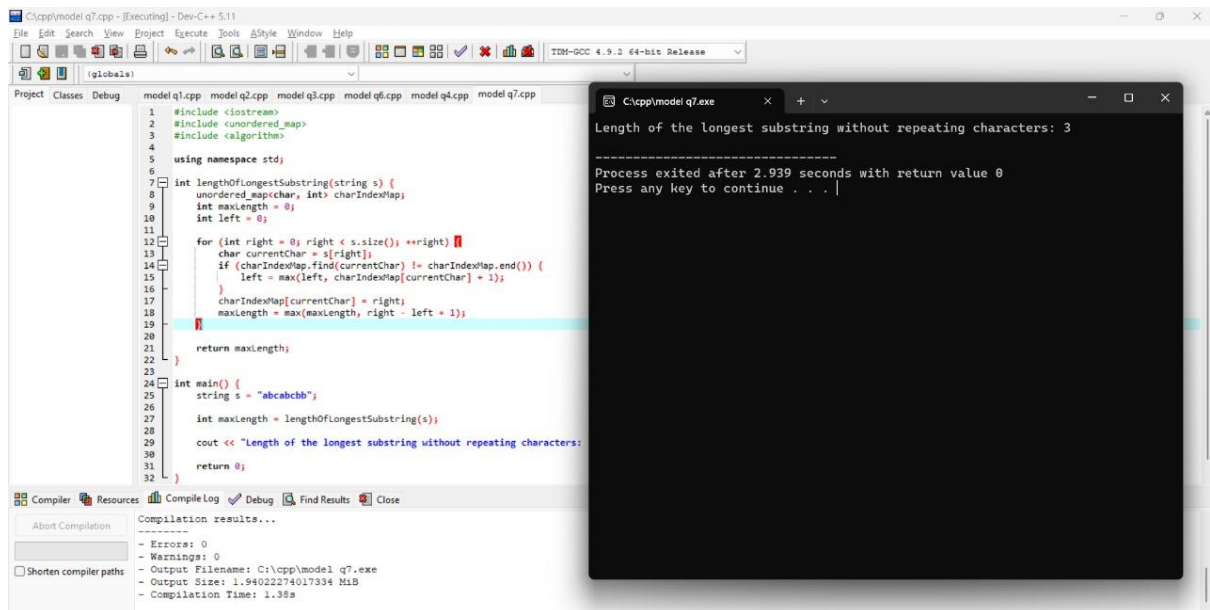 C:\cpp\model q7.cpp - [Executing] - Dev-C++ 5.11
File Edit Search View Project Execute Tools AStyle Window Help
TDM-GCC 4.9.2 64-bit Release
(globals)
Project Classes Debug
model q1.cpp model q2.cpp model q3.cpp model q6.cpp model q4.cpp model q7.cpp
1 #include <iostream>
2 #include <unordered_map>
3 #include <algorithm>
4
5 using namespace std;
6
7 int lengthOfLongestSubstring(string s) {
8 unordered_map<char, int> charIndexMap;
9 int maxLength = 0;
10 int left = 0;
11
12 for (int right = 0; right < s.size(); ++right) {
13 char currentChar = s[right];
14 if (charIndexMap.find(currentChar) != charIndexMap.end()) {
15 left = max(left, charIndexMap[currentChar] + 1);
16 }
17 charIndexMap[currentChar] = right;
18 maxLength = max(maxLength, right - left + 1);
19 }
20
21 return maxLength;
22 }
23
24 int main() {
25 string s = "abcabcbb";
26
27 int maxLength = lengthOfLongestSubstring(s);
28
29 cout << "Length of the longest substring without repeating characters:
30
31 return 0;
32 }
Compiler Resources Compile Log Debug Find Results Close
Abort Compilation
Shorten compiler paths
Compilation results...
--------
- Errors: 0
- Warnings: 0
- Output Filename: C:\cpp\model q7.exe
- Output Size: 1.94022274017334 MiB
- Compilation Time: 1.38s
C:\cpp\model q7.exe
Length of the longest substring without repeating characters: 3
--------------------------------
Process exited after 2.939 seconds with return value 0
Press any key to continue . . .